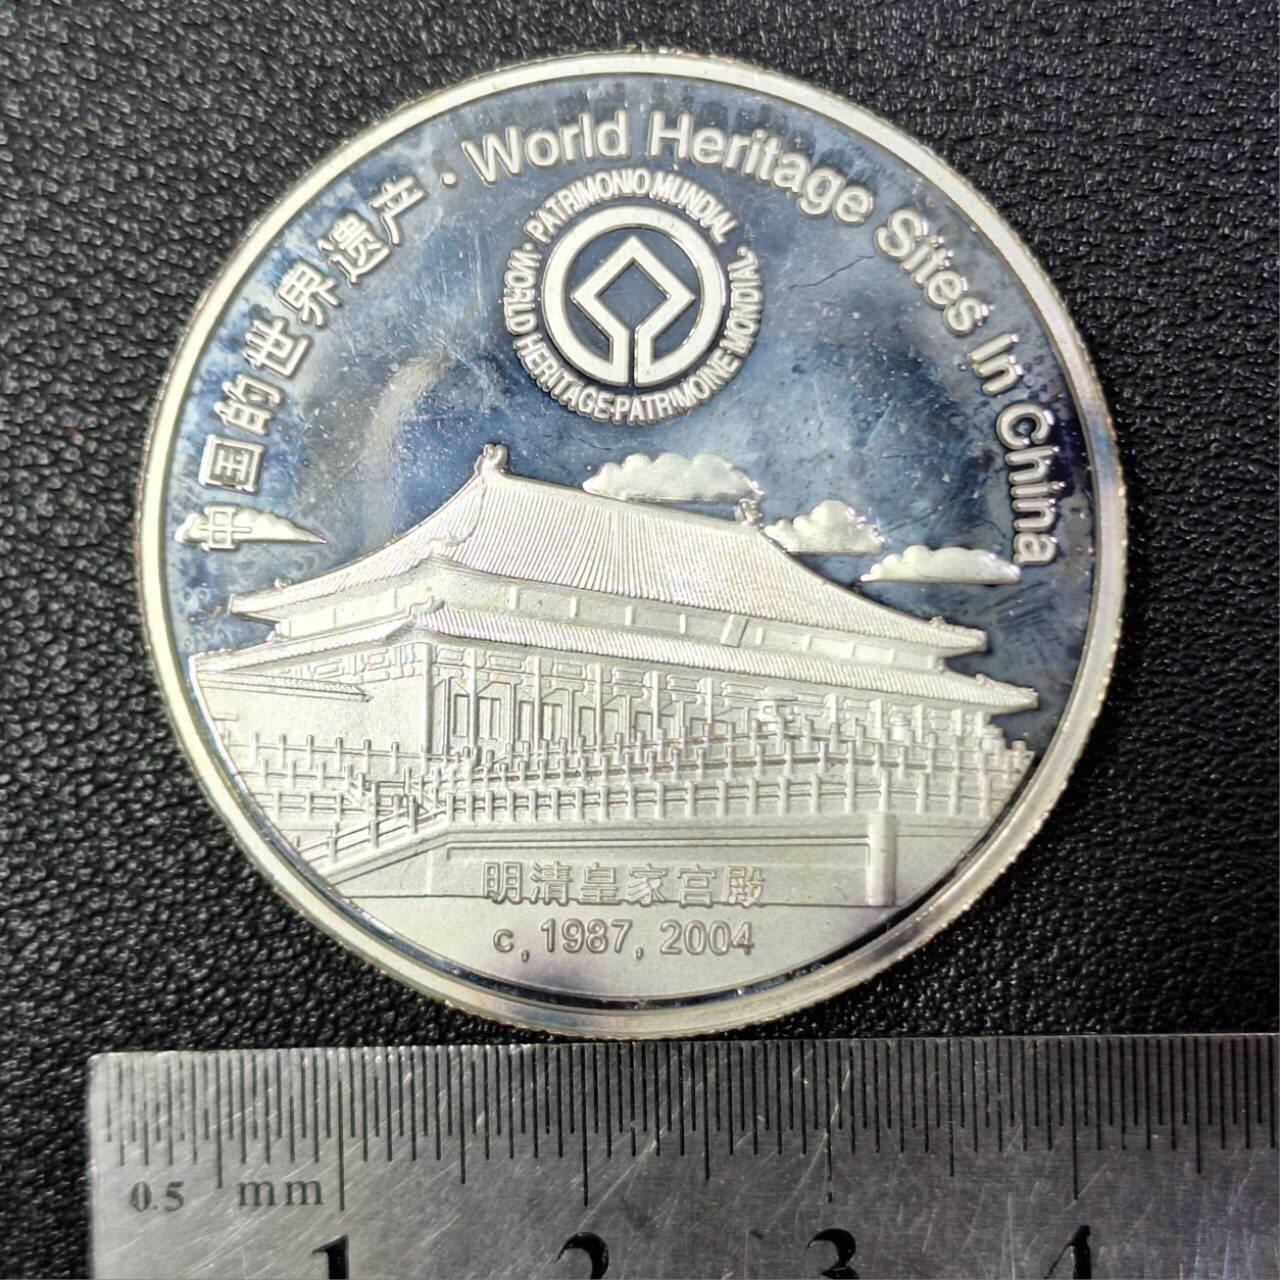 中国的世界遗产·World Heritage Sites In China
·PATRIMONIO MUNDIAL·
WORLD HERITAGE·PATRIMOINE MONDIAL
明清皇家宫殿
c, 1987, 2004
0.5 mm
1 2 3 4